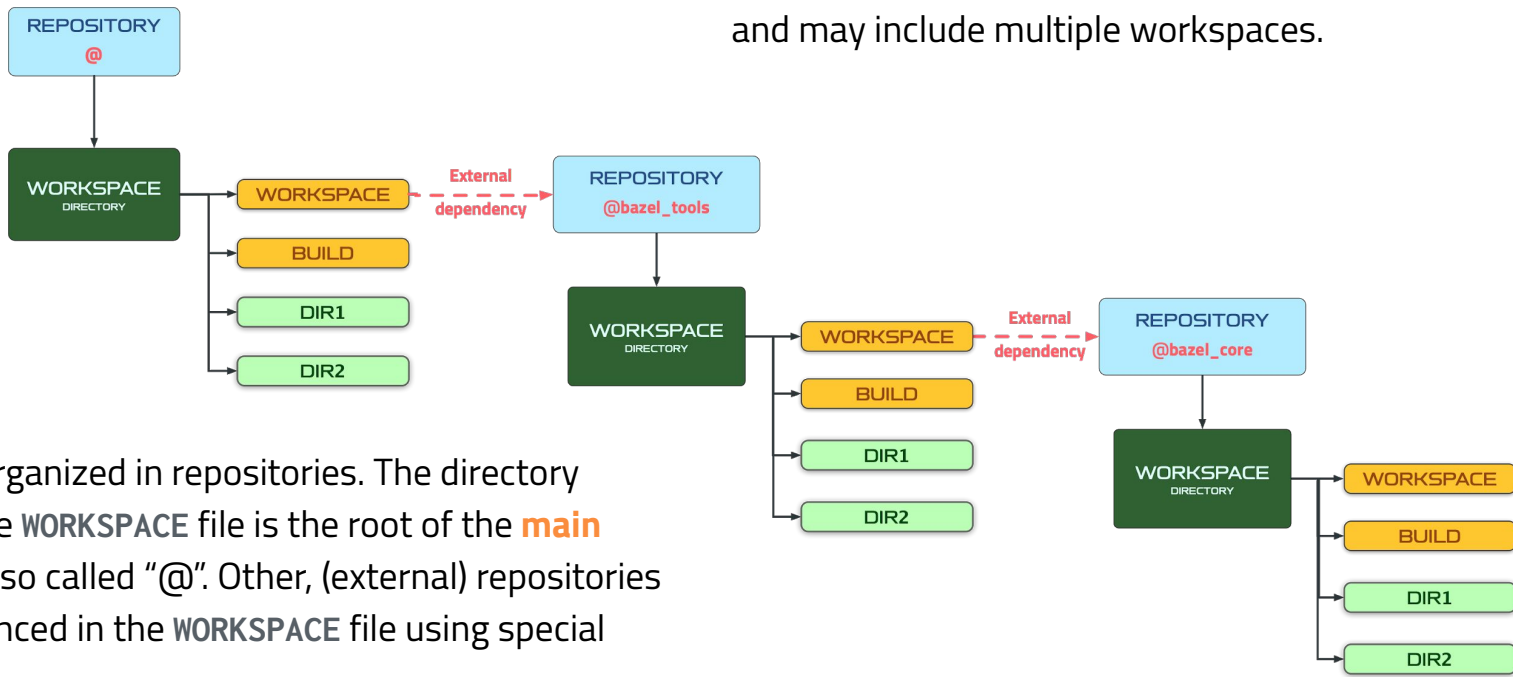 and may include multiple workspaces.
REPOSITORY
@
WORKSPACE
DIRECTORY
WORKSPACE
BUILD
DIR1
DIR2
External
dependency
REPOSITORY
@bazel_tools
WORKSPACE
DIRECTORY
WORKSPACE
BUILD
DIR1
DIR2
External
dependency
REPOSITORY
@bazel_core
WORKSPACE
DIRECTORY
WORKSPACE
BUILD
DIR1
DIR2
rganized in repositories. The directory
e WORKSPACE file is the root of the main
so called “@”. Other, (external) repositories
nced in the WORKSPACE file using special